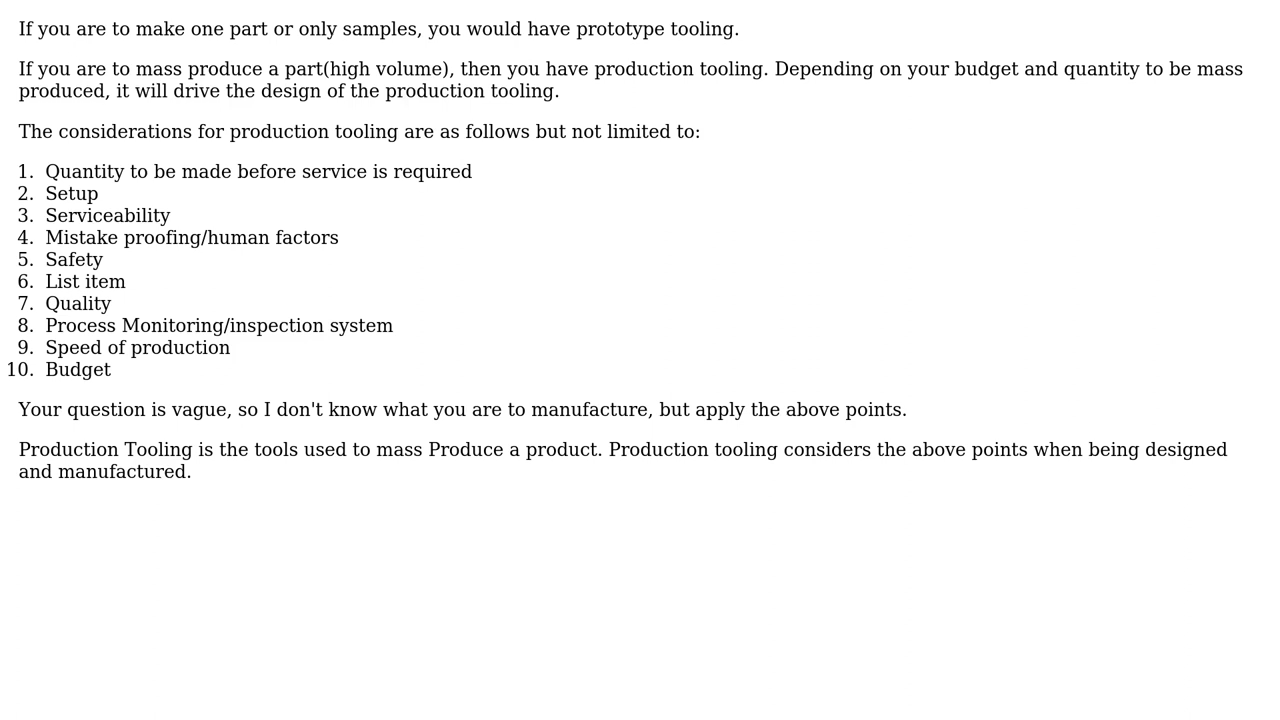 If you are to make one part or only samples, you would have prototype tooling.
If you are to mass produce a part(high volume), then you have production tooling. Depending on your budget and quantity to be mass
produced, it will drive the design of the production tooling.
The considerations for production tooling are as follows but not limited to:
1. Quantity to be made before service is required
2. Setup
3. Serviceability
4. Mistake proofing/human factors
5. Safety
6. List item
7. Quality
8. Process Monitoring/inspection system
9. Speed of production
10. Budget
Your question is vague, so I don't know what you are to manufacture, but apply the above points.
Production Tooling is the tools used to mass Produce a product. Production tooling considers the above points when being designed
and manufactured.